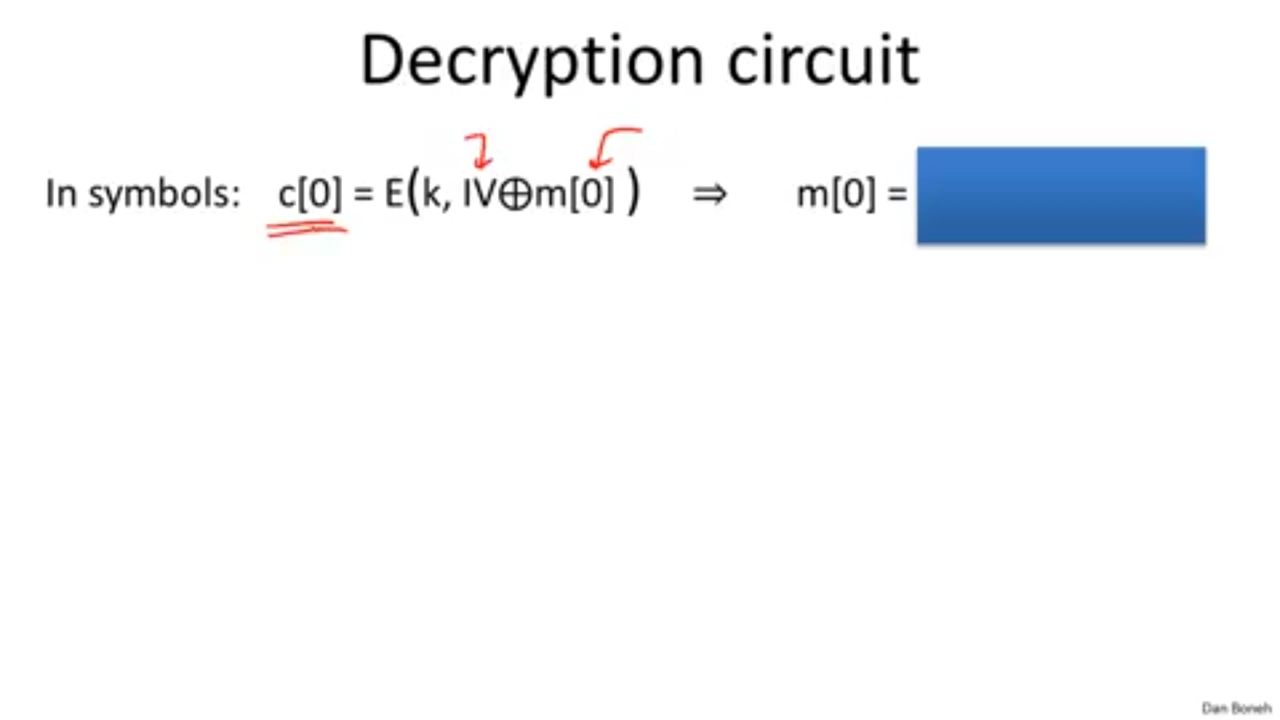 Decryption circuit
In symbols: c[0] = E(k, IV⊕m[0] ) ⇒ m[0] =
Dan Boneh